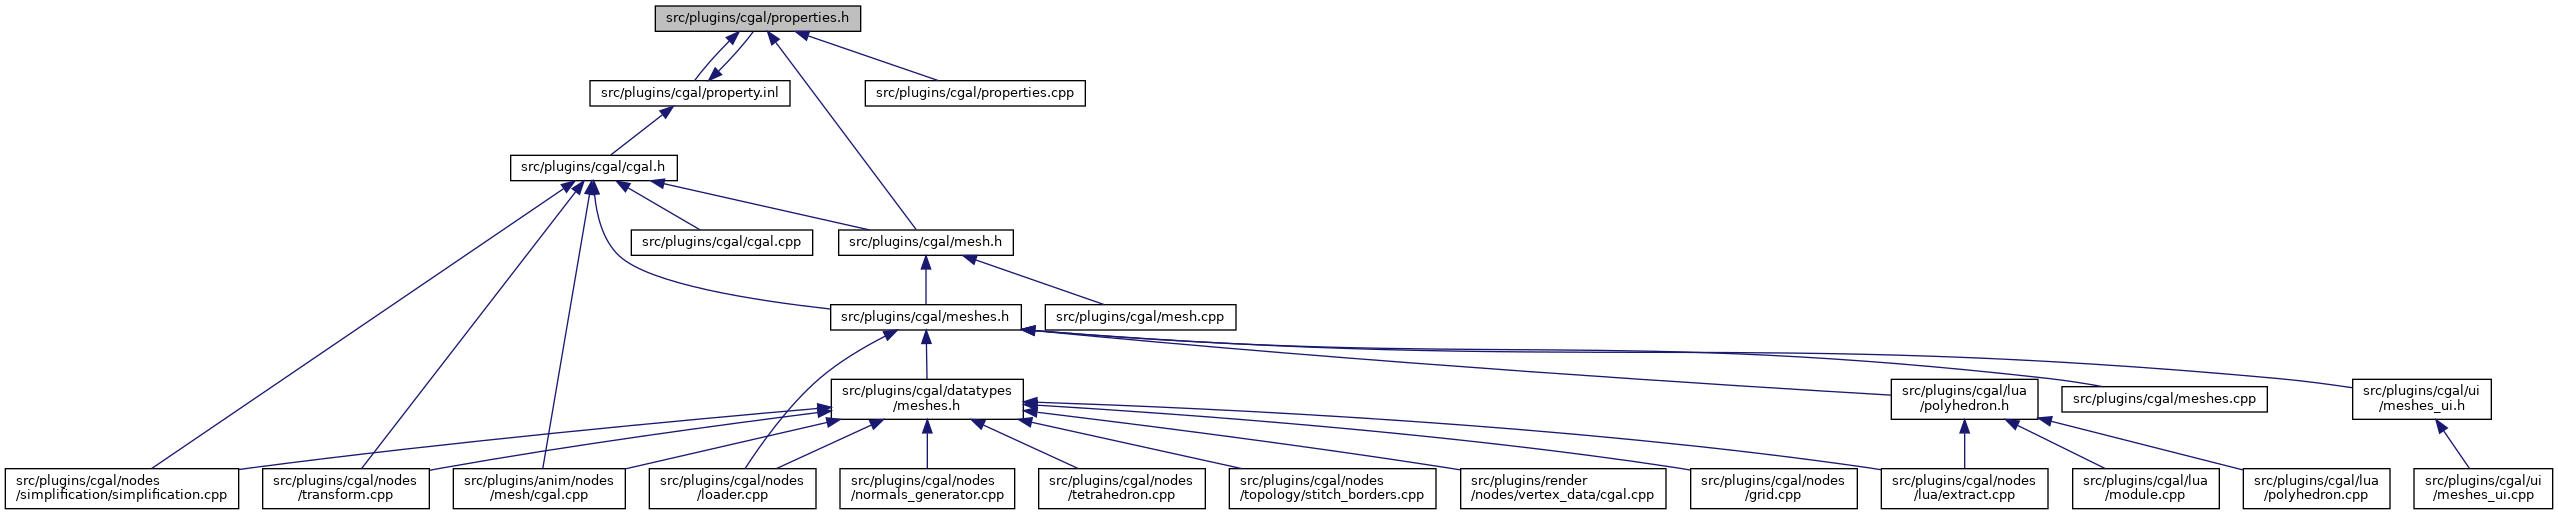 src/plugins/cgal/properties.h
src/plugins/cgal/property.inl
src/plugins/cgal/properties.cpp
src/plugins/cgal/cgal.h
src/plugins/cgal/cgal.cpp
src/plugins/cgal/mesh.h
src/plugins/cgal/meshes.h
src/plugins/cgal/mesh.cpp
src/plugins/cgal/datatypes
/meshes.h
src/plugins/cgal/lua
/polyhedron.h
src/plugins/cgal/meshes.cpp
src/plugins/cgal/ui
/meshes_ui.h
src/plugins/cgal/nodes
/simplification/simplification.cpp
src/plugins/cgal/nodes
/transform.cpp
src/plugins/anim/nodes
/mesh/cgal.cpp
src/plugins/cgal/nodes
/loader.cpp
src/plugins/cgal/nodes
/normals_generator.cpp
src/plugins/cgal/nodes
/tetrahedron.cpp
src/plugins/cgal/nodes
/topology/stitch_borders.cpp
src/plugins/render
/nodes/vertex_data/cgal.cpp
src/plugins/cgal/nodes
/grid.cpp
src/plugins/cgal/nodes
/lua/extract.cpp
src/plugins/cgal/lua
/module.cpp
src/plugins/cgal/lua
/polyhedron.cpp
src/plugins/cgal/ui
/meshes_ui.cpp